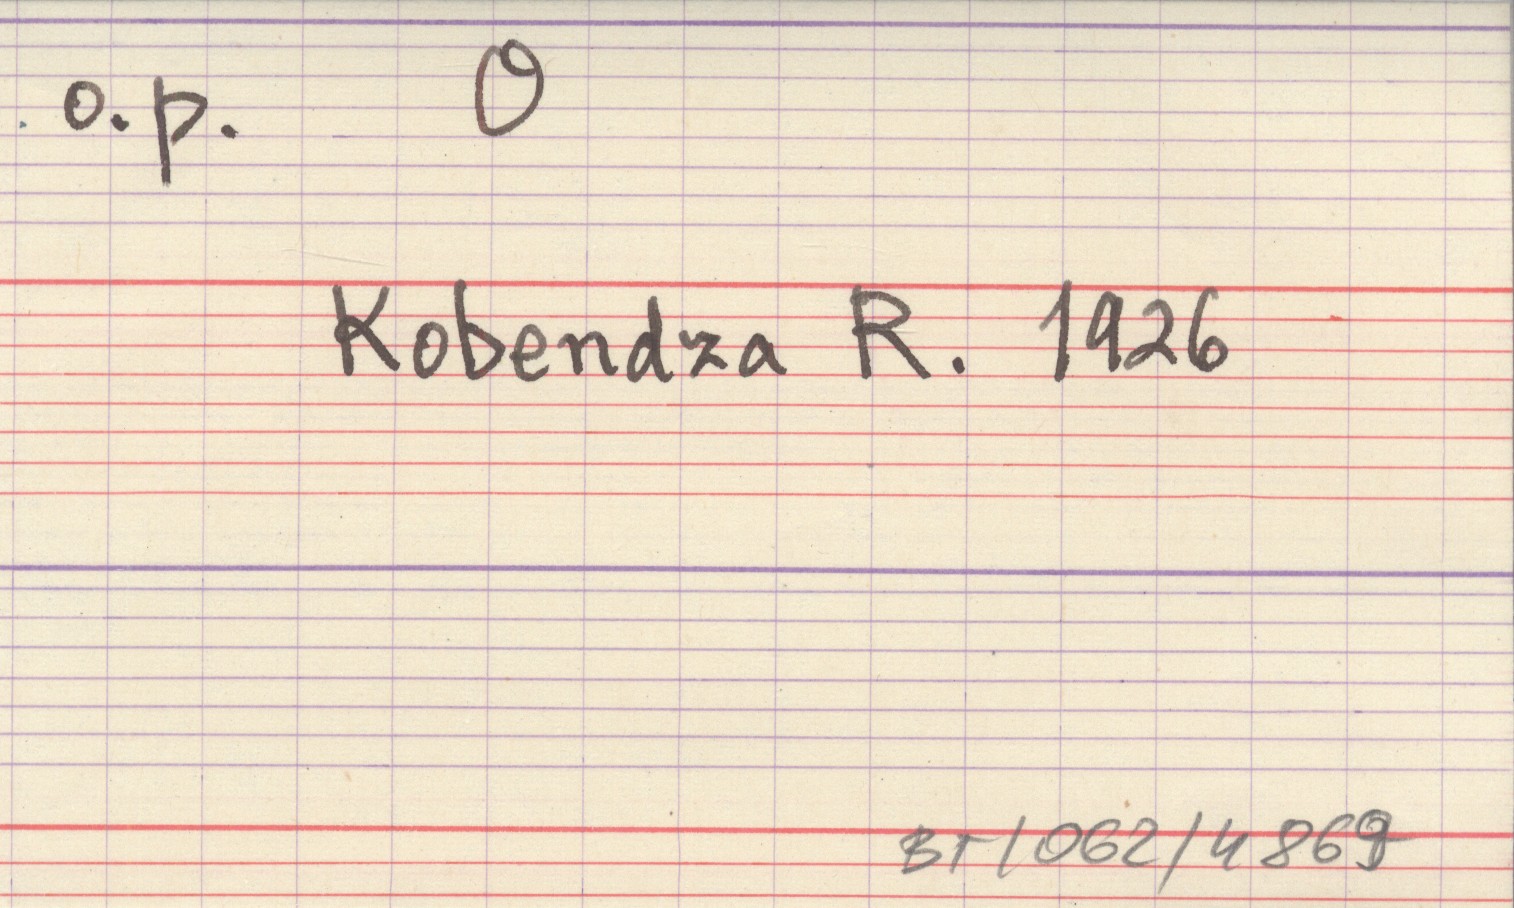 o.p. O
Kobendza R. 1926
BT/062/4869